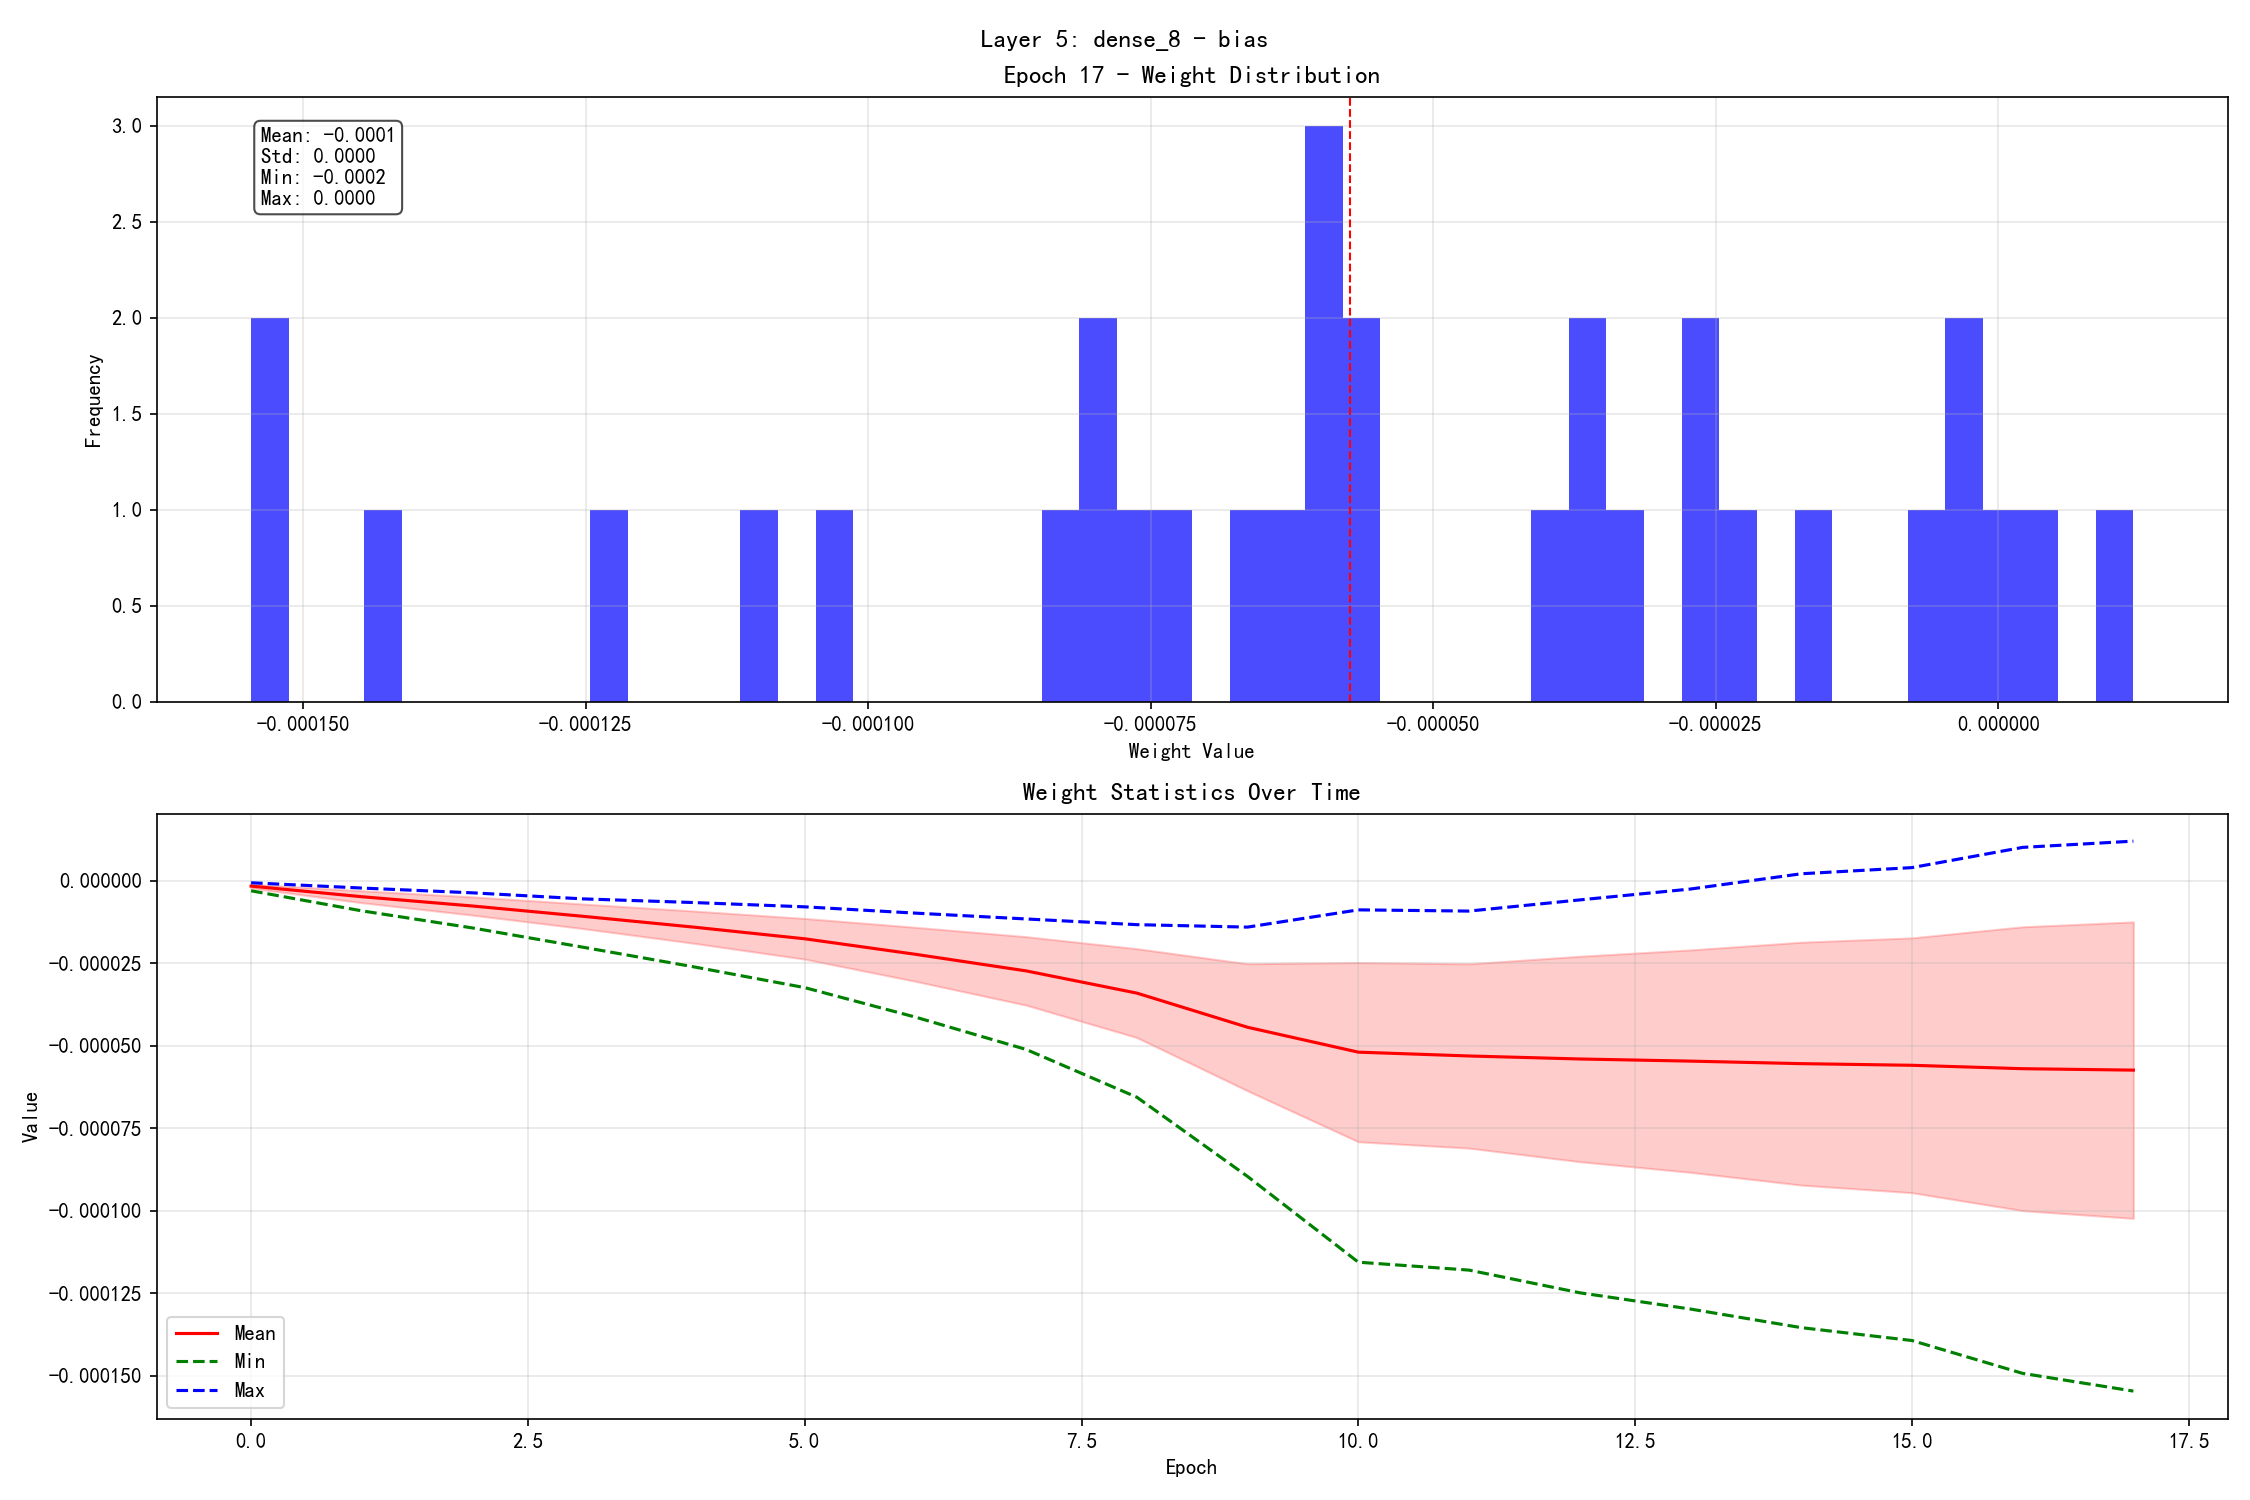 Layer 5: dense_8 - bias
Epoch 17 - Weight Distribution
Mean: -0.0001
Std: 0.0000
Min: -0.0002
Max: 0.0000
3.0
2.5
2.0
1.5
1.0
0.5
0.0
Frequency
-0.000150 -0.000125 -0.000100 -0.000075 -0.000050 -0.000025 0.000000
Weight Value
Weight Statistics Over Time
0.000000
-0.000025
-0.000050
-0.000075
-0.000100
-0.000125
-0.000150
Value
Mean
Min
Max
0.0 2.5 5.0 7.5 10.0 12.5 15.0 17.5
Epoch